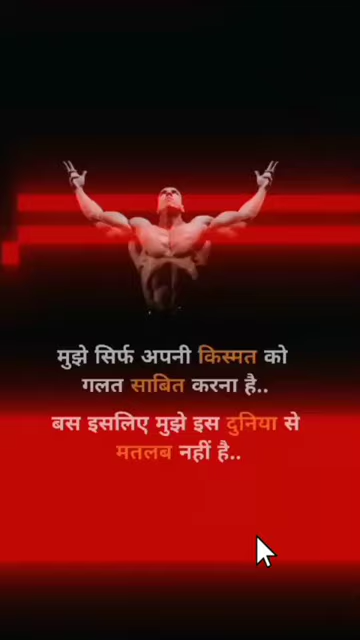 मुझे सिर्फ अपनी किस्मत को
गलत साबित करना है..
बस इसलिए मुझे इस दुनिया से
मतलब नहीं है..